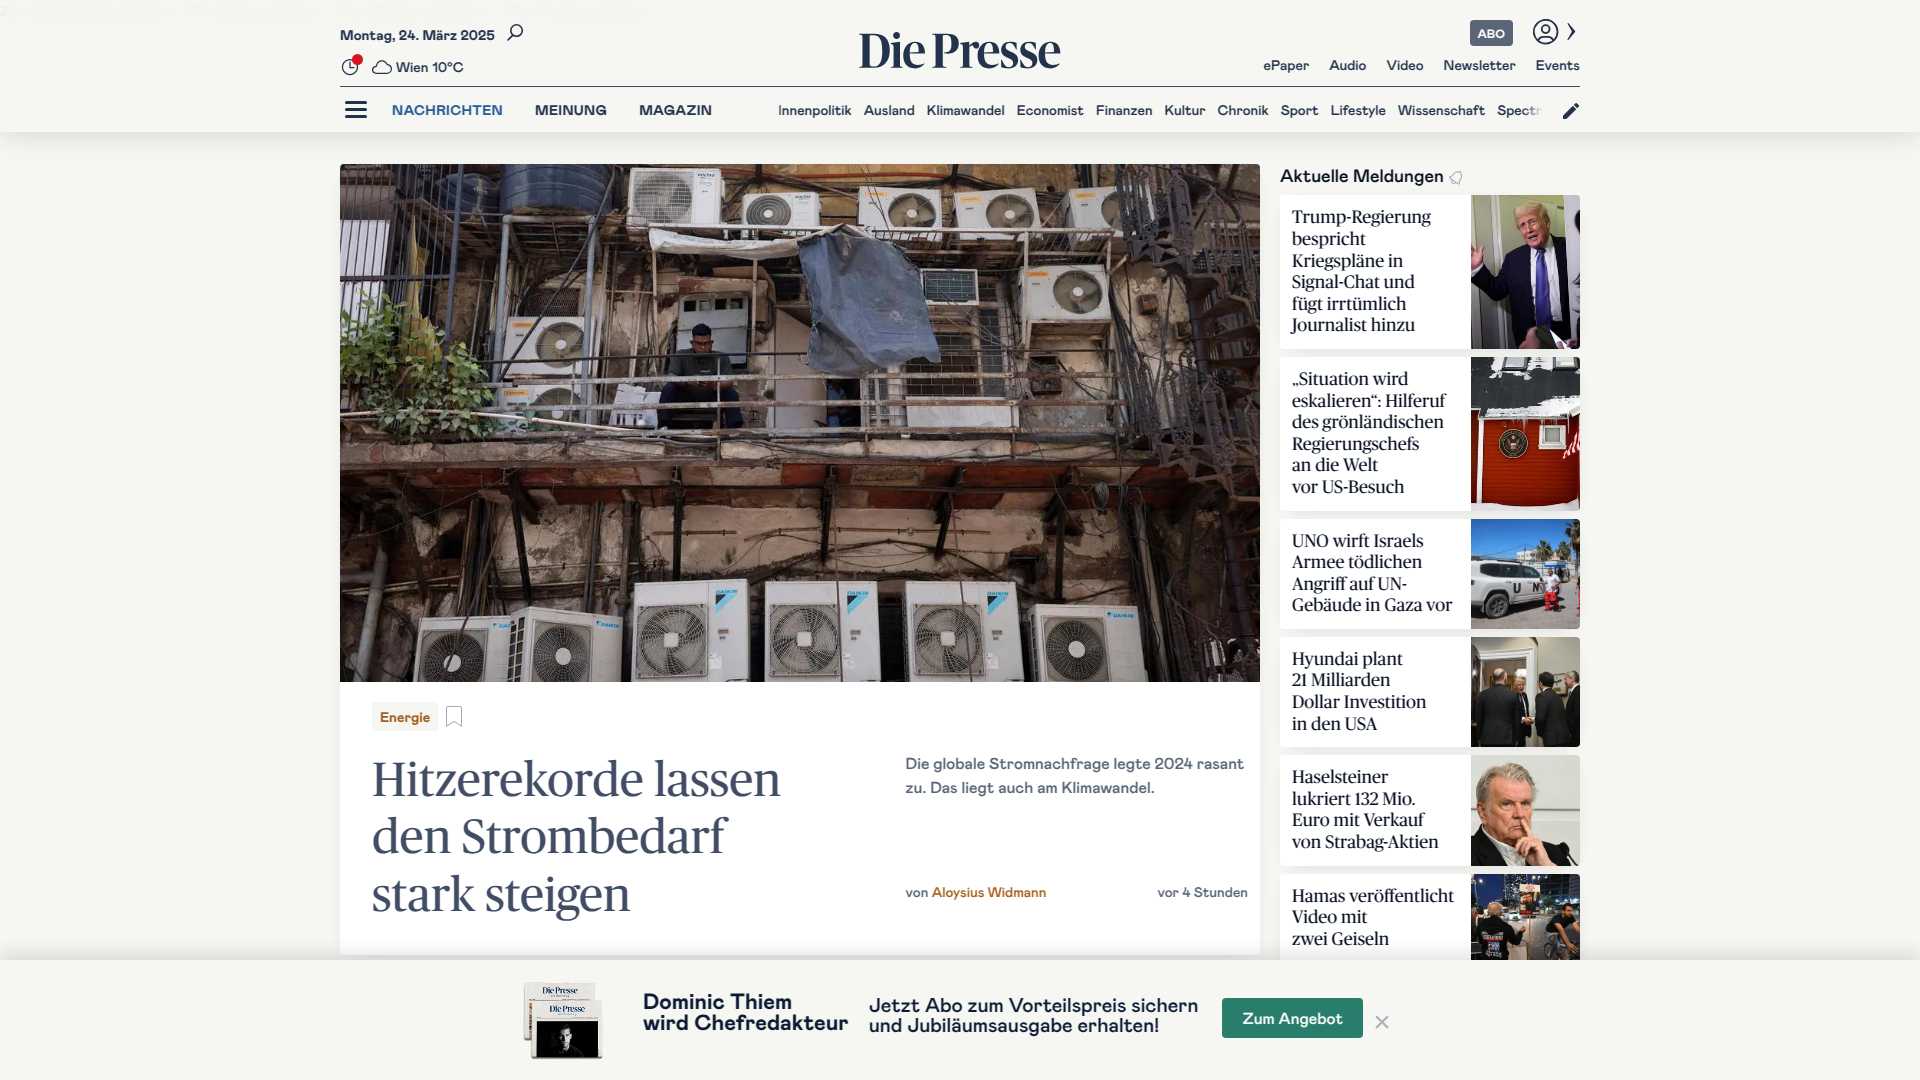 Montag, 24. März 2025
Wien 10°C
Die Presse
ABO
ePaper Audio Video Newsletter Events
NACHRICHTEN MEINUNG MAGAZIN Innenpolitik Ausland Klimawandel Economist Finanzen Kultur Chronik Sport Lifestyle Wissenschaft Spectr
Energie
Hitzerekorde lassen
den Strombedarf
stark steigen
Die globale Stromnachfrage legte 2024 rasant
zu. Das liegt auch am Klimawandel.
von Aloysius Widmann vor 4 Stunden
Aktuelle Meldungen
Trump-Regierung
bespricht
Kriegspläne in
Signal-Chat und
fügt irrtümlich
Journalist hinzu
„Situation wird
eskalieren“: Hilferuf
des grönländischen
Regierungschefs
an die Welt
vor US-Besuch
UNO wirft Israels
Armee tödlichen
Angriff auf UN-
Gebäude in Gaza vor
UN
Hyundai plant
21 Milliarden
Dollar Investition
in den USA
Haselsteiner
lukriert 132 Mio.
Euro mit Verkauf
von Strabag-Aktien
Hamas veröffentlicht
Video mit
zwei Geiseln
Die Presse
Die Presse
Dominic Thiem
wird Chefredakteur
Jetzt Abo zum Vorteilspreis sichern
und Jubiläumsausgabe erhalten!
Zum Angebot